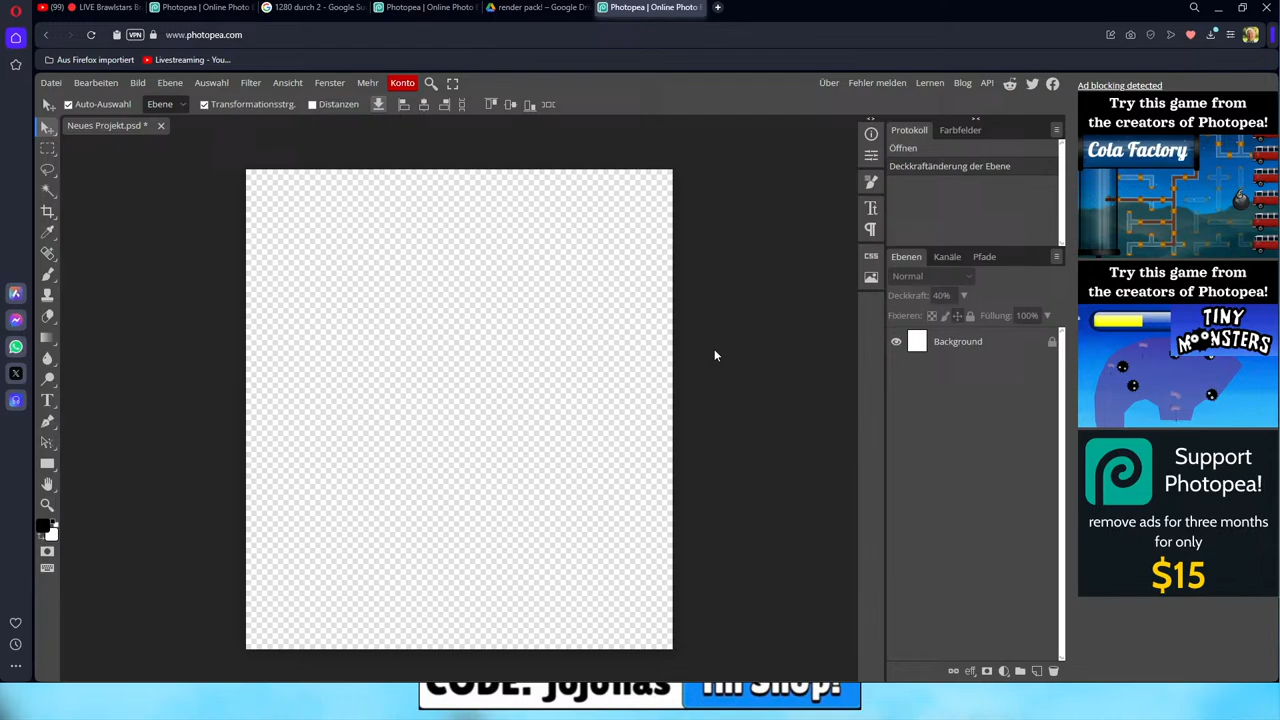 (99) LIVE Brawlstars B
Photopea | Online Photo
1280 durch 2 - Google Su
Photopea | Online Photo
render pack! – Google Dri
Photopea | Online Photo
VPN
www.photopea.com
Aus Firefox importiert
Livestreaming - You...
Datei
Bearbeiten
Bild
Ebene
Auswahl
Filter
Ansicht
Fenster
Mehr
Konto
Über
Fehler melden
Lernen
Blog
API
Auto-Auswahl
Ebene
Transformationsstrg.
Distanzen
Neues Projekt.psd *
Protokoll
Farbfelder
Öffnen
Deckkraftänderung der Ebene
CSS
Ebenen
Kanäle
Pfade
Normal
Deckkraft: 40%
Fixieren:
Füllung: 100%
Background
eff
Ad blocking detected
Try this game from
the creators of Photopea!
Cola Factory
Try this game from
the creators of Photopea!
TINY
MOONSTERS
Support
Photopea!
remove ads for three months
for only
$15
CODE: jojonas
im Shop!